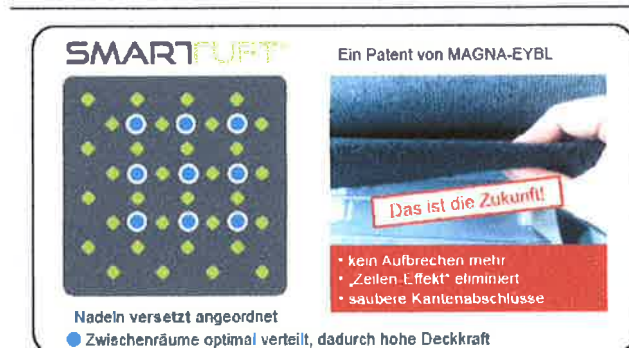 SMARTTUFT
Ein Patent von MAGNA-EYBL
Das ist die Zukunft!
• kein Aufbrechen mehr
• „Zeilen-Effekt" eliminiert
• saubere Kantenabschlüsse
Nadeln versetzt angeordnet
Zwischenräume optimal verteilt, dadurch hohe Deckkraft